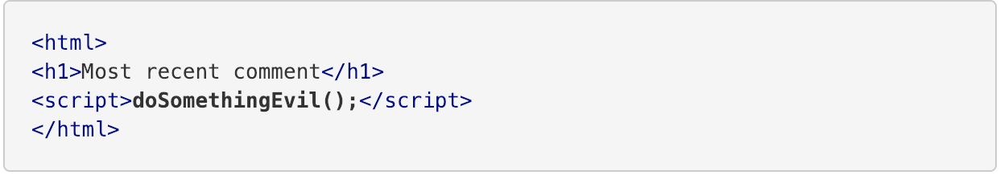 <html>
<h1>Most recent comment</h1>
<script>doSomethingEvil();</script>
</html>